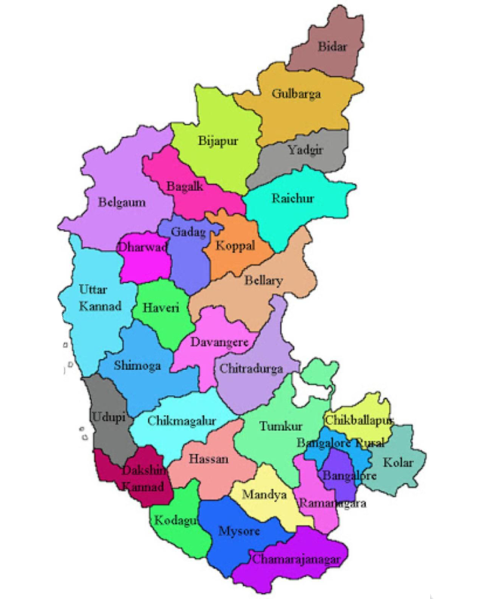 Bidar
Gulbarga
Bijapur
Yadgir
Bagalk
Raichur
Belgaum
Gadag
Dharwad
Koppal
Bellary
Uttar
Kannad
Haveri
Davangere
Shimoga
Chitradurga
Udupi
Chikmagalur
Tumkur
Chikballapur
Bangalore Rural
Hassan
Kolar
Dakshin
Kannad
Bangalore
Mandya
Ramanagara
Kodagu
Mysore
Chamarajanagar